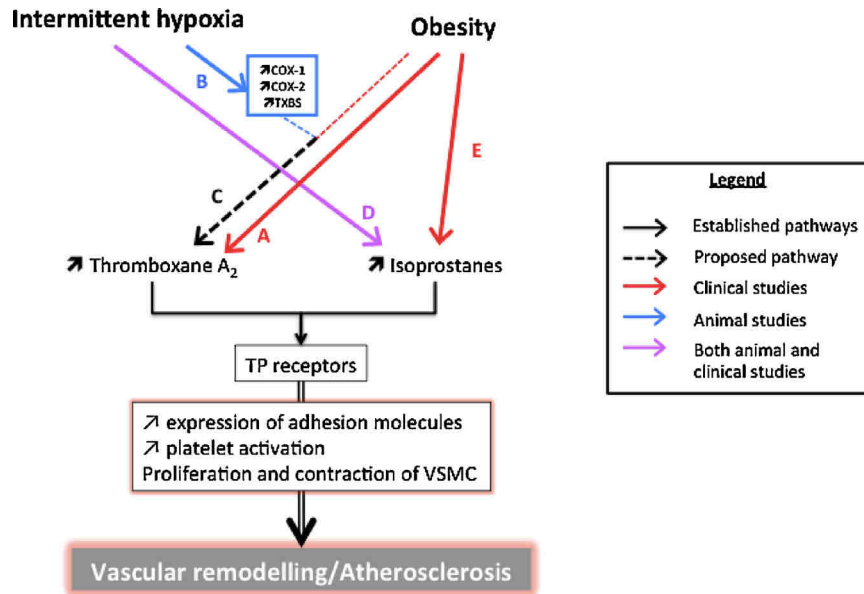 Intermittent hypoxia
Obesity
B
↗COX-1
↗COX-2
↗TXBS
E
C
D
A
↗ Thromboxane A₂
↗ Isoprostanes
TP receptors
↗ expression of adhesion molecules
↗ platelet activation
Proliferation and contraction of VSMC
Vascular remodelling/Atherosclerosis
Legend
Established pathways
Proposed pathway
Clinical studies
Animal studies
Both animal and
clinical studies